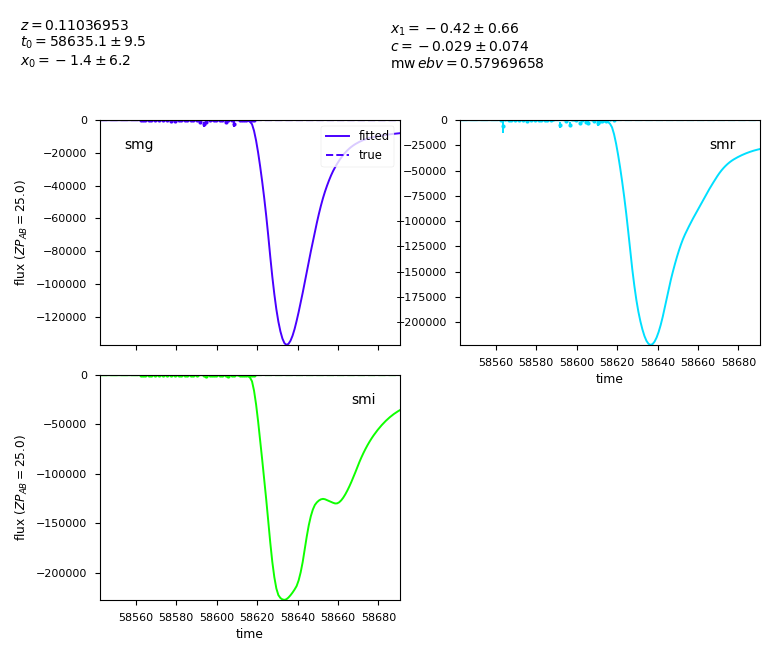 z = 0.11036953
t0 = 58635.1 ± 9.5
x0 = −1.4 ± 6.2
x1 = −0.42 ± 0.66
c = −0.029 ± 0.074
mw ebv = 0.57969658
smg
fitted
true
flux (ZP_AB = 25.0)
0
−20000
−40000
−60000
−80000
−100000
−120000
smr
0
−25000
−50000
−75000
−100000
−125000
−150000
−175000
−200000
58560 58580 58600 58620 58640 58660 58680
time
smi
flux (ZP_AB = 25.0)
0
−50000
−100000
−150000
−200000
58560 58580 58600 58620 58640 58660 58680
time